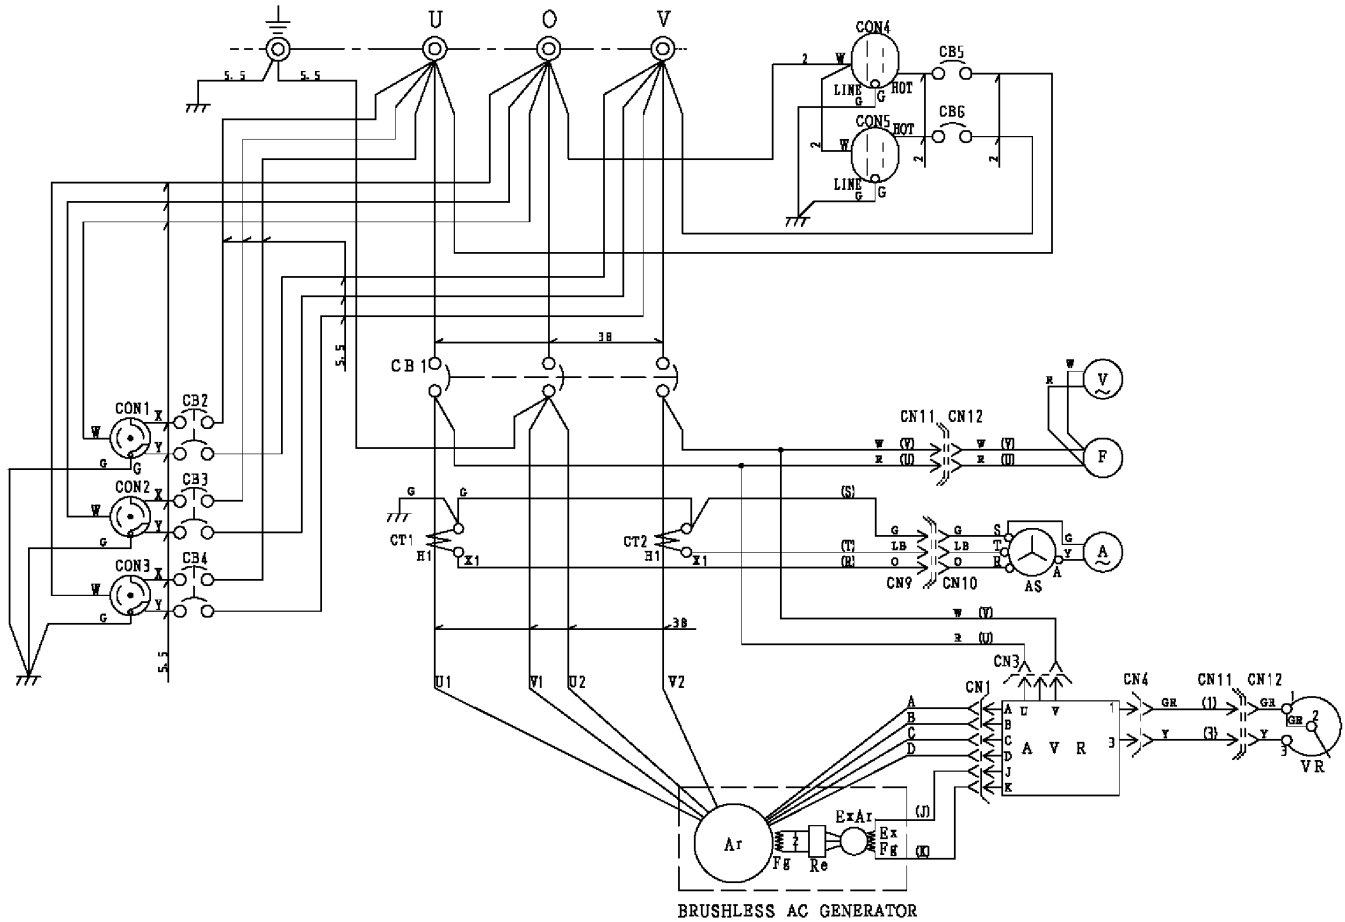 U O V
CON4
CB5
5.5 5.5
2 W
LINE HOT
G G
CB6
CON5 HOT
2 W
2 2
LINE
G G
38
5.5
CB1
CON1 X CB2
W
Y
G G
CON2 X CB3
W
Y
G
CON3 X CB4
W
Y
G
5.5
W
R
V
CN11 CN12
W (V) W (V)
R (U) R (U)
F
G G (S)
CT1
H1 X1
CT2
H1 X1
(T)
(R)
G G S
LB LB T
O O R
CN9 CN10
AS
A
G
Y
A
38
W (V)
R (U)
U1 V1 U2 V2
CN3
CN1
CN4
CN11 CN12
A A U V 1 GR (1) GR 1
B B
C C A V R 3 Y (3) Y 3
D D
J
K
GR 2
VR
(J)
(K)
Ar
Fg
2
Re
ExAr
Ex
Fg
BRUSHLESS AC GENERATOR